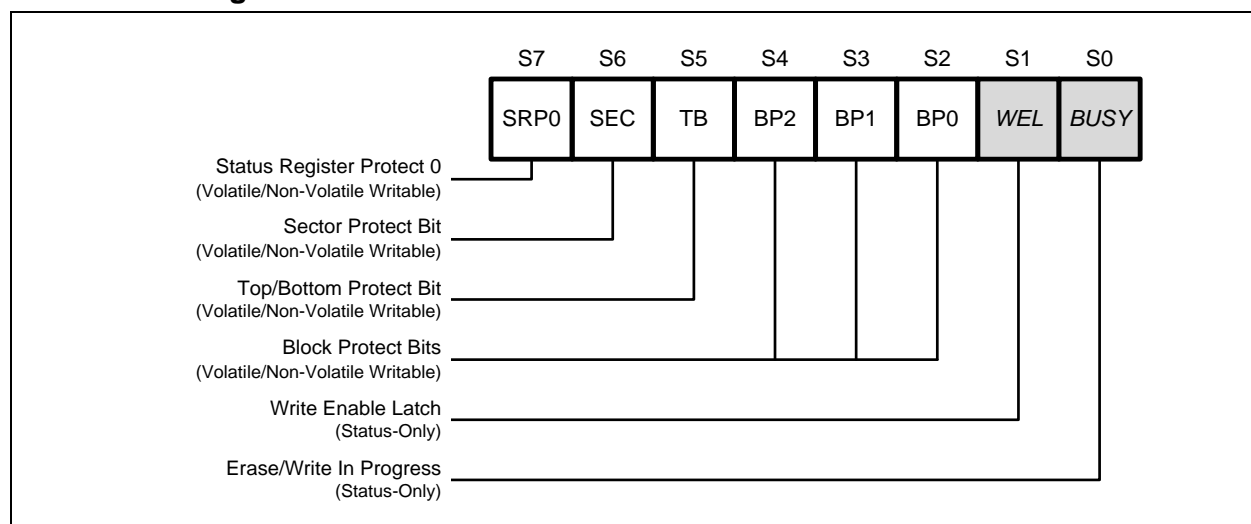 S7 S6 S5 S4 S3 S2 S1 S0
SRP0 SEC TB BP2 BP1 BP0 WEL BUSY
Status Register Protect 0
(Volatile/Non-Volatile Writable)
Sector Protect Bit
(Volatile/Non-Volatile Writable)
Top/Bottom Protect Bit
(Volatile/Non-Volatile Writable)
Block Protect Bits
(Volatile/Non-Volatile Writable)
Write Enable Latch
(Status-Only)
Erase/Write In Progress
(Status-Only)